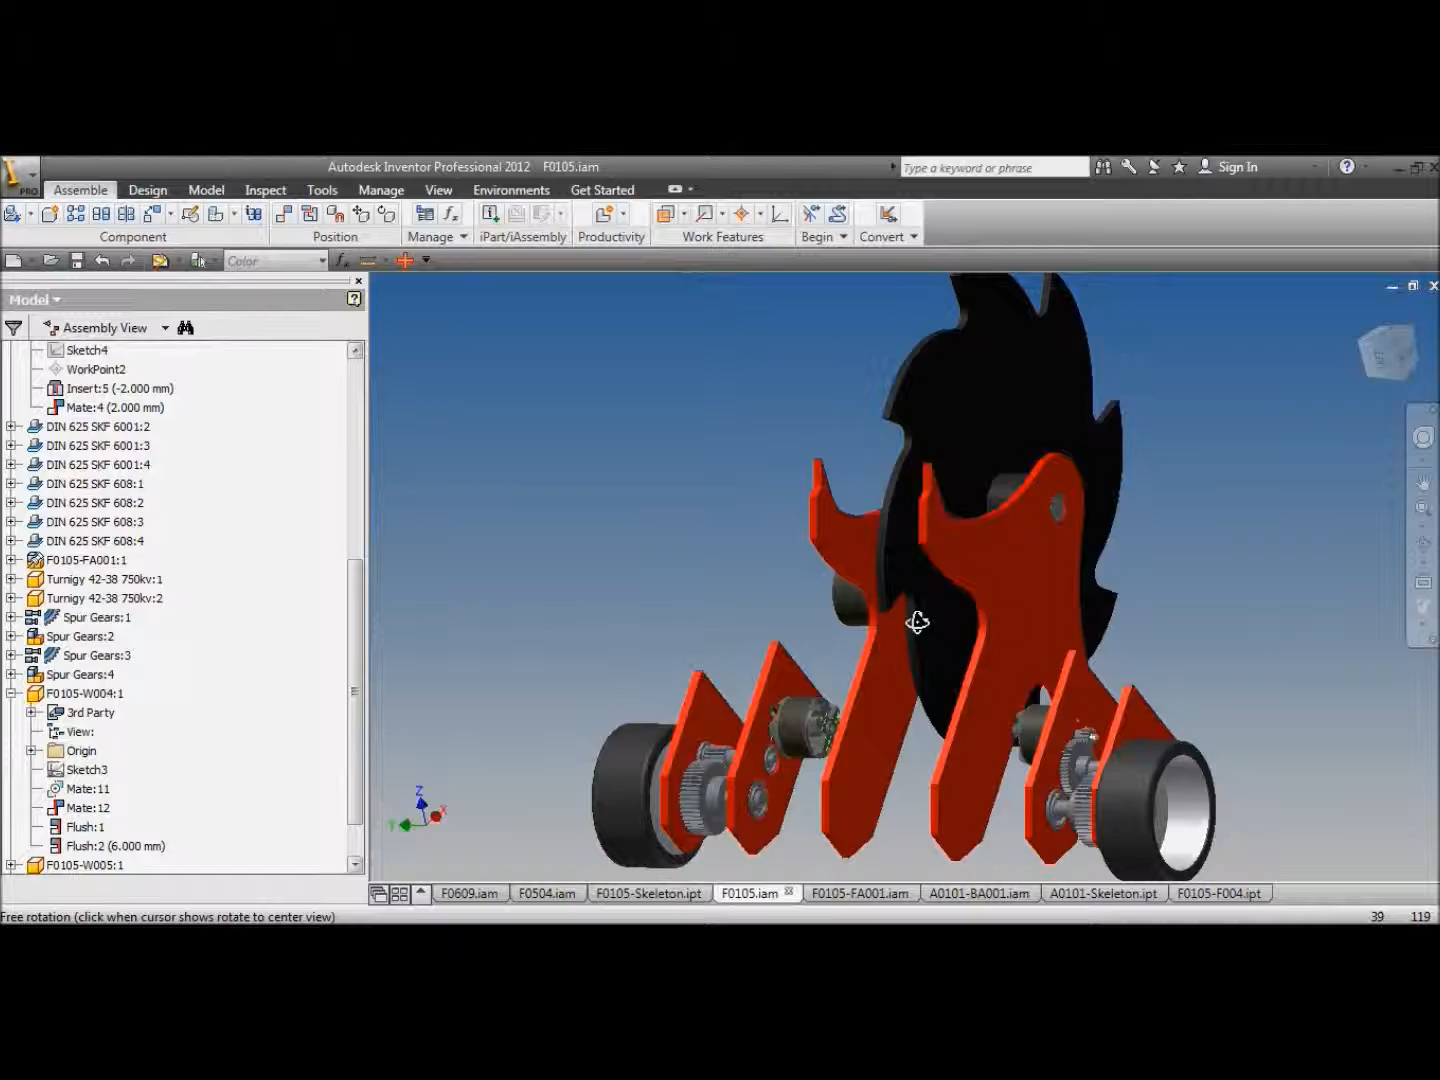 Autodesk Inventor Professional 2012 F0105.iam
Type a keyword or phrase
Sign In
PRO
Assemble Design Model Inspect Tools Manage View Environments Get Started
Component Position Manage iPart/iAssembly Productivity Work Features Begin Convert
Color
Model
Assembly View
Sketch4
WorkPoint2
Insert:5 (-2.000 mm)
Mate:4 (2.000 mm)
DIN 625 SKF 6001:2
DIN 625 SKF 6001:3
DIN 625 SKF 6001:4
DIN 625 SKF 608:1
DIN 625 SKF 608:2
DIN 625 SKF 608:3
DIN 625 SKF 608:4
F0105-FA001:1
Turnigy 42-38 750kv:1
Turnigy 42-38 750kv:2
Spur Gears:1
Spur Gears:2
Spur Gears:3
Spur Gears:4
F0105-W004:1
3rd Party
View:
Origin
Sketch3
Mate:11
Mate:12
Flush:1
Flush:2 (6.000 mm)
F0105-W005:1
Z
X
Y
F0609.iam F0504.iam F0105-Skeleton.ipt F0105.iam F0105-FA001.iam A0101-BA001.iam A0101-Skeleton.ipt F0105-F004.ipt
Free rotation (click when cursor shows rotate to center view)
39 119